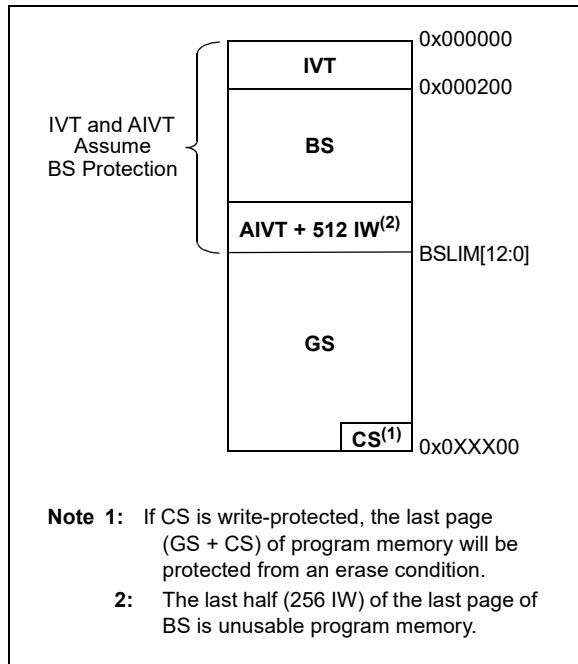 0x000000
IVT
0x000200
IVT and AIVT
Assume
BS Protection
BS
AIVT + 512 IW(2)
BSLIM[12:0]
GS
CS(1)
0x0XXX00
Note 1: If CS is write-protected, the last page
(GS + CS) of program memory will be
protected from an erase condition.
2: The last half (256 IW) of the last page of
BS is unusable program memory.